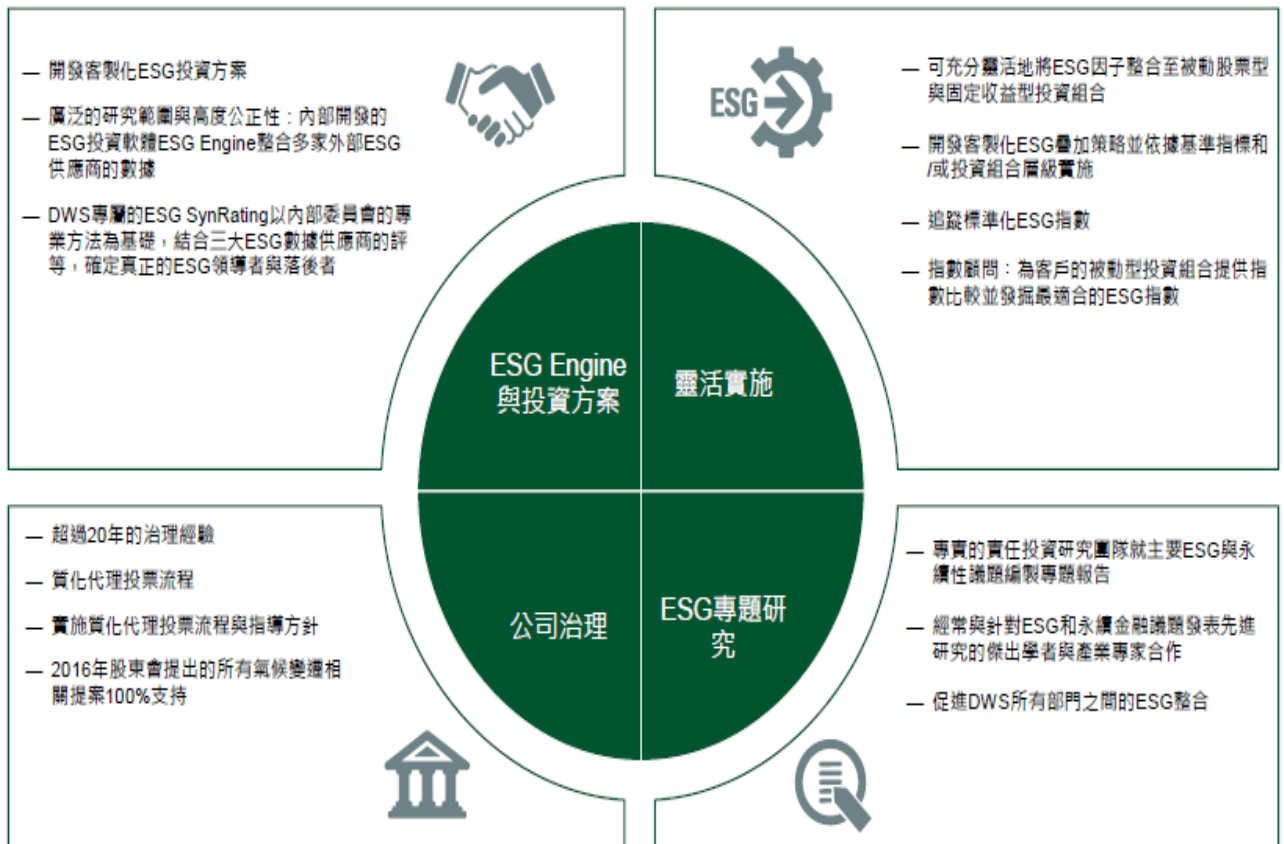 — 開發客製化ESG投資方案
— 廣泛的研究範圍與高度公正性：內部開發的
ESG投資軟體ESG Engine整合多家外部ESG
供應商的數據
— DWS專屬的ESG SynRating以內部委員會的專
業方法為基礎，結合三大ESG數據供應商的評
等，確定真正的ESG領導者與落後者
ESG
— 可充分靈活地將ESG因子整合至被動股票型
與固定收益型投資組合
— 開發客製化ESG疊加策略並依據基準指標和
/或投資組合層級實施
— 追蹤標準化ESG指數
— 指數顧問：為客戶的被動型投資組合提供指
數比較並發掘最適合的ESG指數
ESG Engine
與投資方案
靈活實施
公司治理
ESG專題研
究
— 超過20年的治理經驗
— 質化代理投票流程
— 實施質化代理投票流程與指導方針
— 2016年股東會提出的所有氣候變遷相
關提案100%支持
— 專責的責任投資研究團隊就主要ESG與永
續性議題編製專題報告
— 經常與針對ESG和永續金融議題發表先進
研究的傑出學者與產業專家合作
— 促進DWS所有部門之間的ESG整合